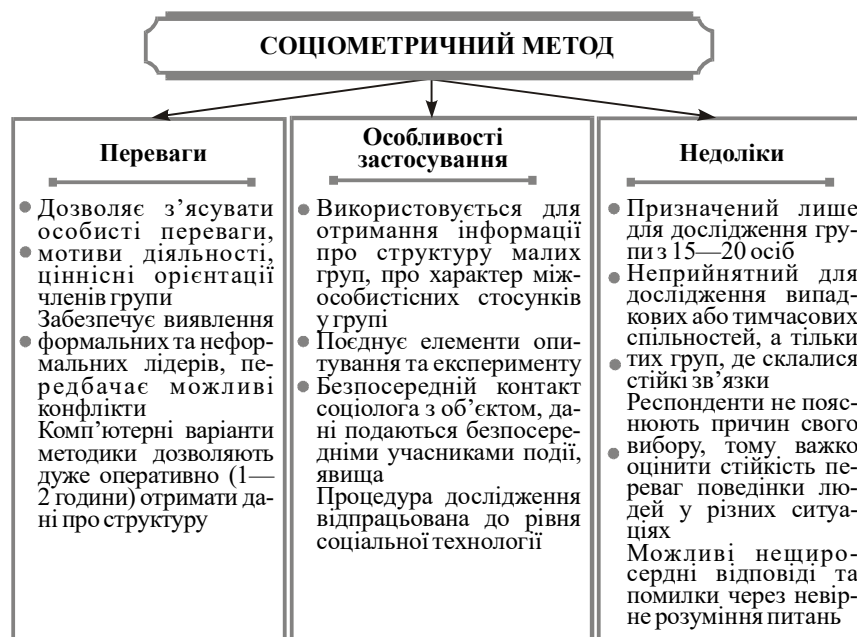 СОЦІОМЕТРИЧНИЙ МЕТОД
Переваги
● Дозволяє з’ясувати
особисті переваги,
● мотиви діяльності,
ціннісні орієнтації
членів групи
Забезпечує виявлення
● формальних та нефор-
мальних лідерів, пе-
редбачає можливі
конфлікти
Комп’ютерні варіанти
методики дозволяють
дуже оперативно (1—
2 години) отримати да-
ні про структуру
Особливості
застосування
● Використовується для
отримання інформації
про структуру малих
груп, про характер між-
особистісних стосунків
у групі
● Поєднує елементи опи-
тування та експерименту
● Безпосередній контакт
соціолога з об’єктом, да-
ні подаються безпосере-
дніми учасниками події,
явища
Процедура дослідження
відпрацьована до рівня
соціальної технології
Недоліки
● Призначений лише
для дослідження гру-
пи з 15—20 осіб
● Неприйнятний для
дослідження випад-
кових або тимчасових
спільностей, а тільки
● тих груп, де склалися
стійкі зв’язки
Респонденти не пояс-
нюють причин свого
● вибору, тому важко
оцінити стійкість пе-
реваг поведінки лю-
дей у різних ситуа-
ціях
Можливі нещиро-
сердні відповіді та
помилки через невір-
не розуміння питань